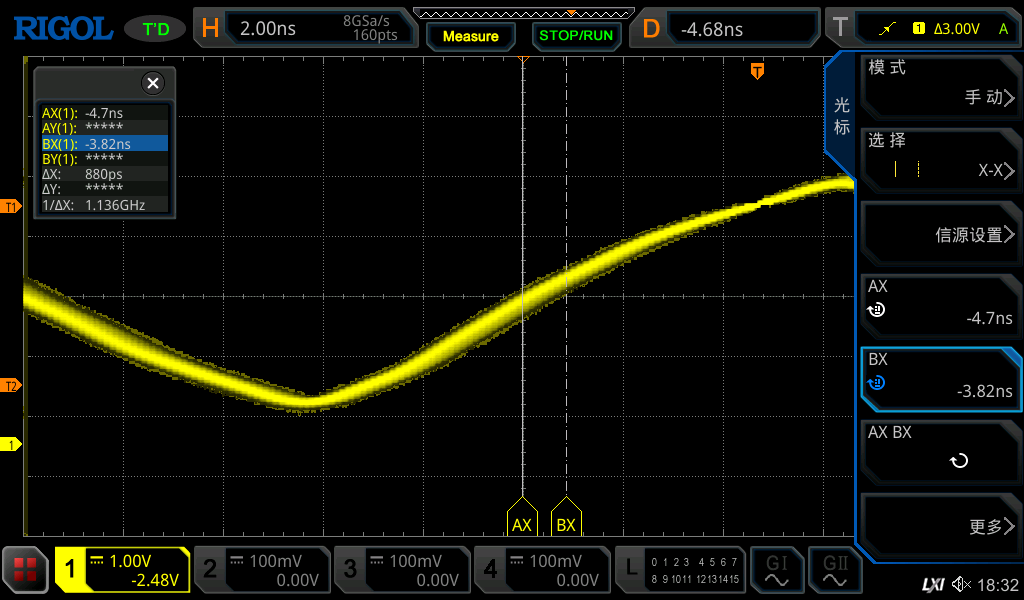 RIGOL T'D H 2.00ns 8GSa/s 160pts Measure STOP/RUN D -4.68ns T 1 Δ3.00V A
T
AX(1): -4.7ns
AY(1): *****
BX(1): -3.82ns
BY(1): *****
ΔX: 880ps
ΔY: *****
1/ΔX: 1.136GHz
T1
T2
1
AX BX
光标
模式
手动
选择
X-X
信源设置
AX
-4.7ns
BX
-3.82ns
AX BX
更多
1 1.00V
-2.48V
2 100mV
0.00V
3 100mV
0.00V
4 100mV
0.00V
L 0 1 2 3 4 5 6 7
8 9 10 11 12 13 14 15
GI
GII
LXI 18:32